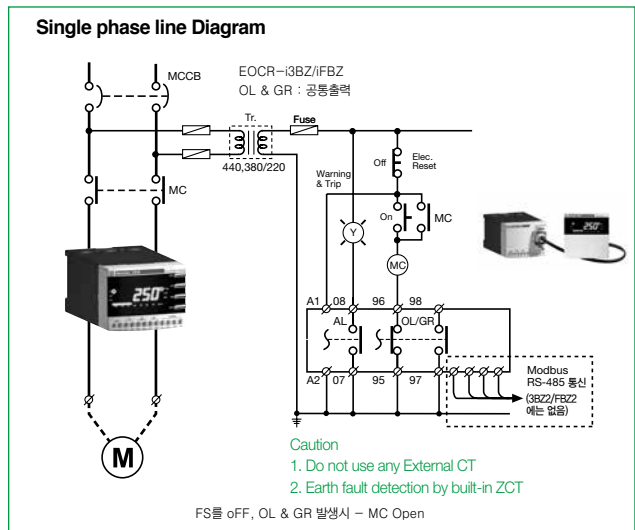 Single phase line Diagram
MCCB
EOCR-i3BZ/iFBZ
OL & GR : 공통출력
Tr.
Fuse
440,380/220
Off
Elec.
Reset
Warning
& Trip
On
MC
MC
Y
MC
250
250
A1
08
96
98
AL
OL/GR
A2
07
95
97
Modbus
RS-485 통신
(3BZ2/FBZ2
에는 없음)
M
Caution
1. Do not use any External CT
2. Earth fault detection by built-in ZCT
FS를 oFF, OL & GR 발생시 - MC Open